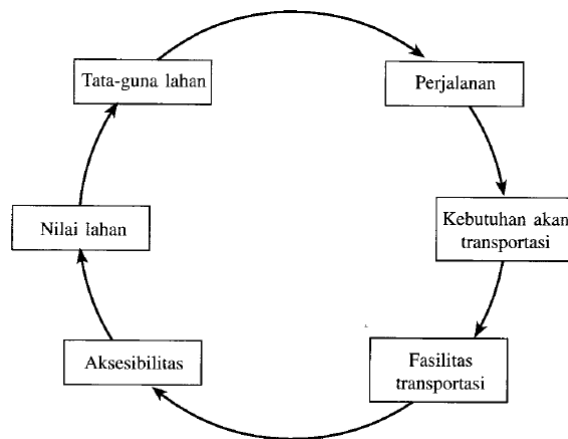 Tata-guna lahan
Perjalanan
Kebutuhan akan
transportasi
Fasilitas
transportasi
Aksesibilitas
Nilai lahan